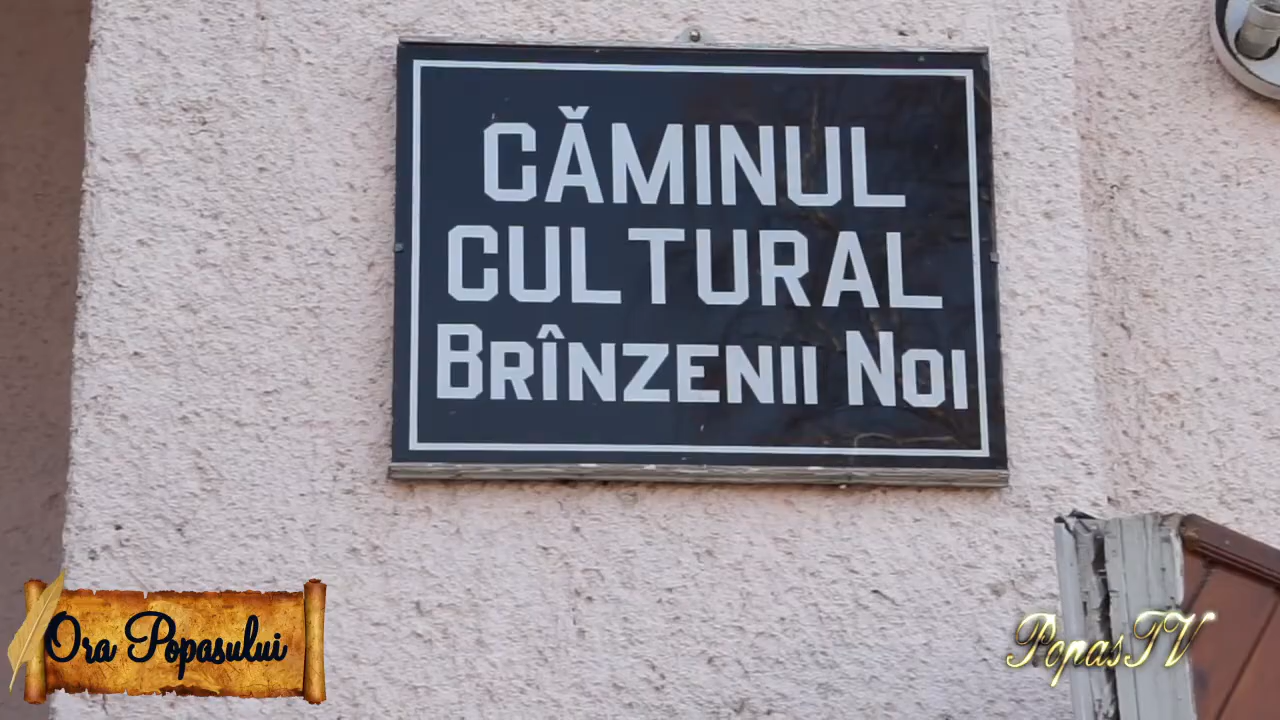 CĂMINUL
CULTURAL
BRÎNZENII NOI
Ora Popasului
PopasTV